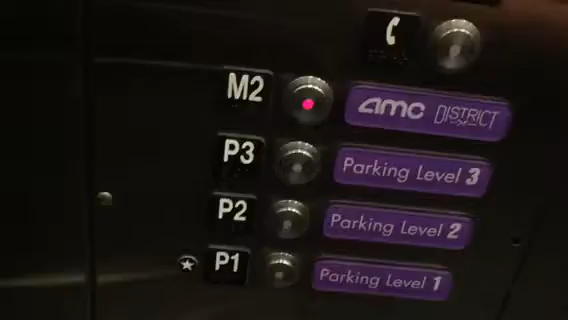 M2 amc DISTRICT
P3 Parking Level 3
P2 Parking Level 2
P1 Parking Level 1